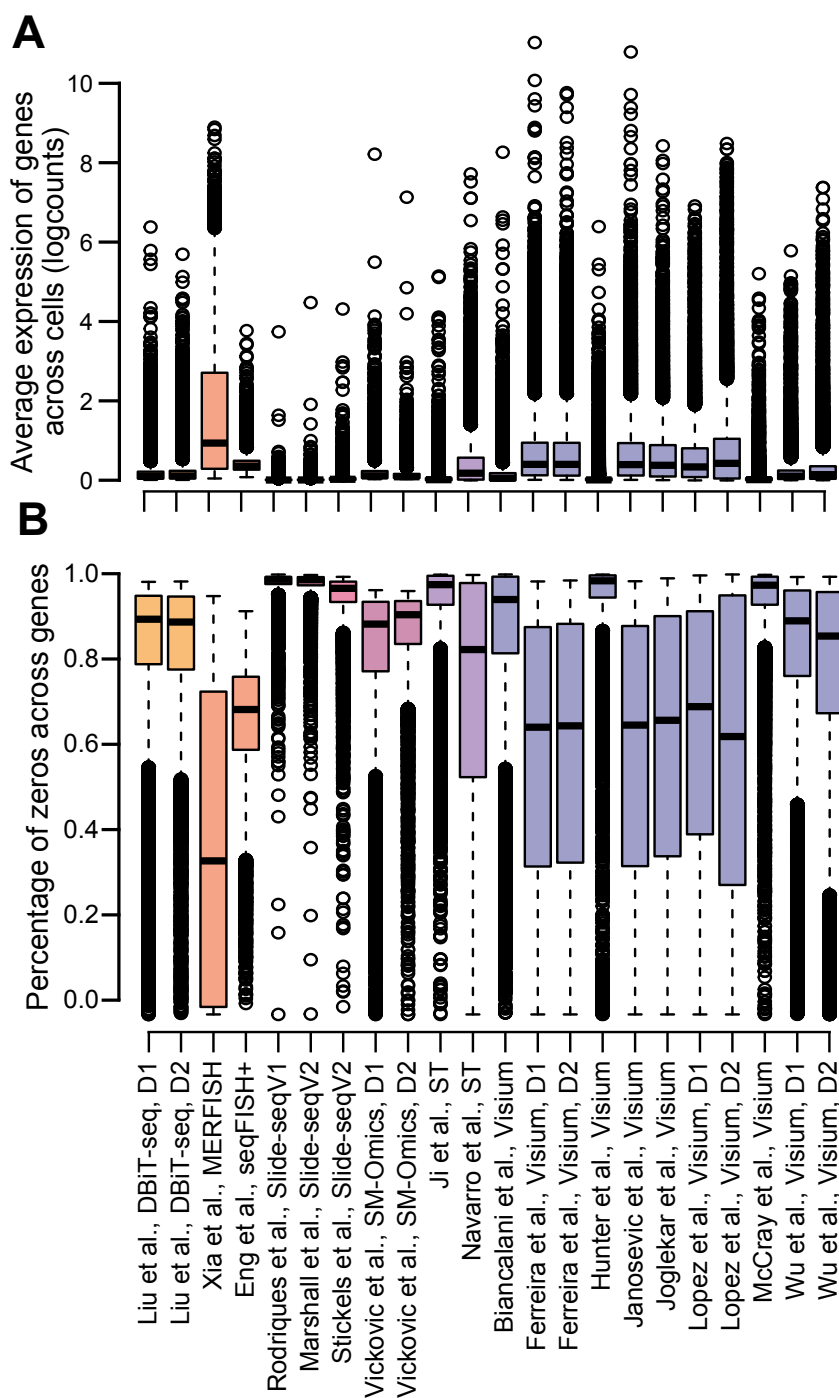 A
Average expression of genes
across cells (logcounts)
10
8
6
4
2
0
B
Percentage of zeros across genes
1.0
0.8
0.6
0.4
0.2
0.0
Liu et al., DBiT-seq, D1
Liu et al., DBiT-seq, D2
Xia et al., MERFISH
Eng et al., seqFISH+
Rodriques et al., Slide-seqV1
Marshall et al., Slide-seqV2
Stickels et al., Slide-seqV2
Vickovic et al., SM-Omics, D1
Vickovic et al., SM-Omics, D2
Ji et al., ST
Navarro et al., ST
Biancalani et al., Visium
Ferreira et al., Visium, D1
Ferreira et al., Visium, D2
Hunter et al., Visium
Janosevic et al., Visium
Joglekar et al., Visium
Lopez et al., Visium, D1
Lopez et al., Visium, D2
McCray et al., Visium
Wu et al., Visium, D1
Wu et al., Visium, D2